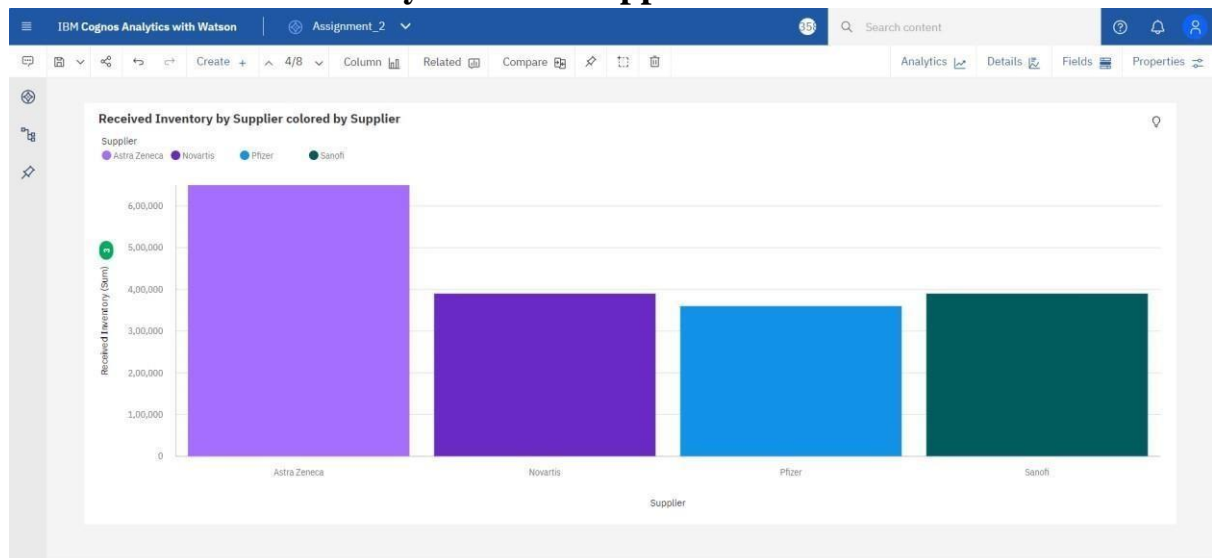 IBM Cognos Analytics with Watson
Assignment_2
Search content
Create +
4/8
Column
Related
Compare
Analytics
Details
Fields
Properties
Received Inventory by Supplier colored by Supplier
Supplier
Astra Zeneca Novartis Pfizer Sanofi
Received Inventory (Sum)
6,00,000
5,00,000
4,00,000
3,00,000
2,00,000
1,00,000
0
Astra Zeneca Novartis Pfizer Sanofi
Supplier